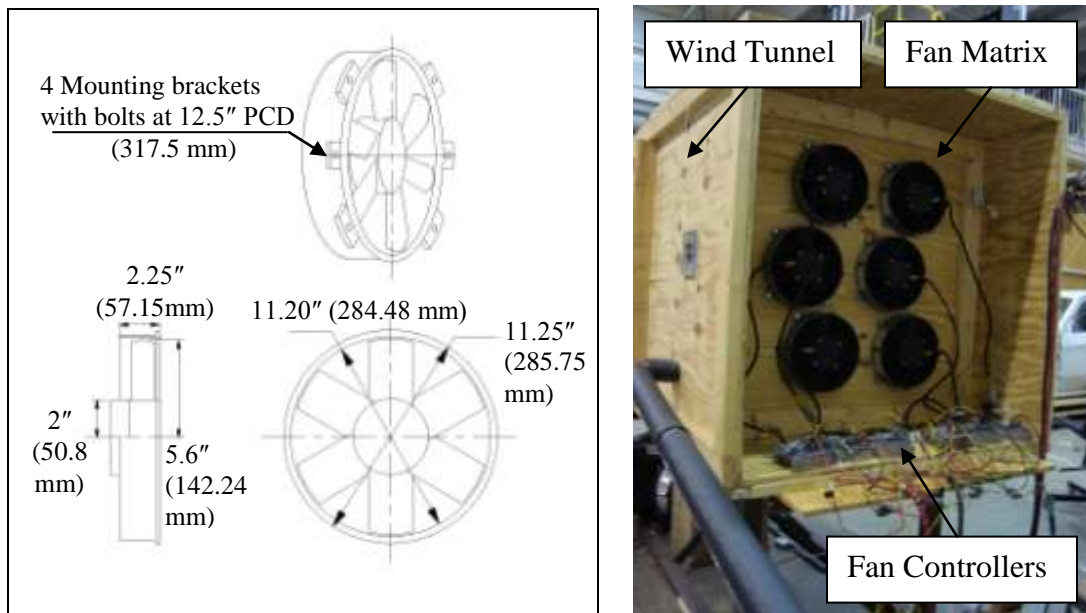 4 Mounting brackets
with bolts at 12.5″ PCD
(317.5 mm)
2.25″
(57.15mm)
11.20″ (284.48 mm)
11.25″
(285.75
mm)
2″
(50.8
mm)
5.6″
(142.24
mm)
Wind Tunnel
Fan Matrix
Fan Controllers